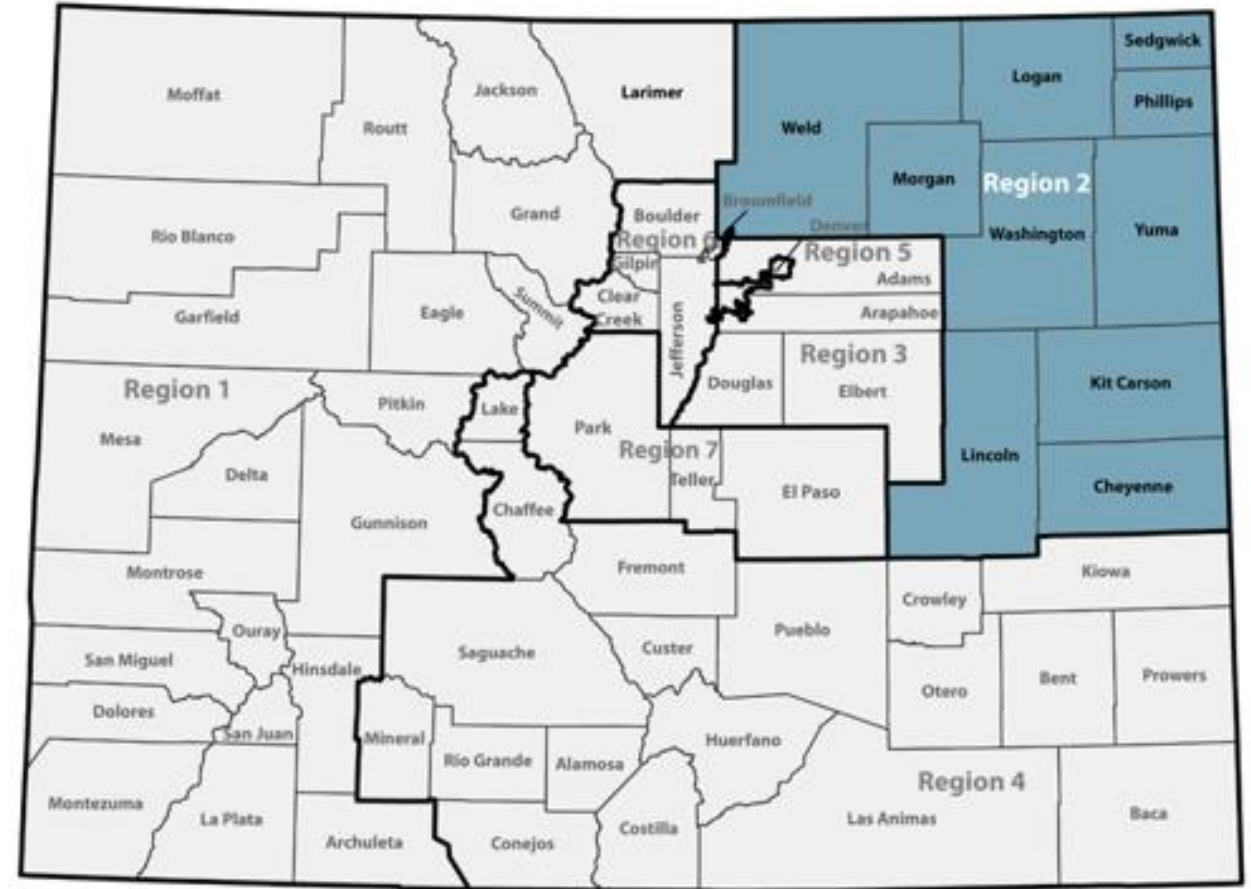 Sedgwick
Logan
Jackson
Larimer
Moffat
Phillips
Routt
Weld
Morgan
Region 2
Broomfield
Grand
Boulder
Denver
Washington
Yuma
Rio Blanco
Region 6
Region 5
Gilpin
Adams
Clear
Creek
Summit
Eagle
Garfield
Arapahoe
Jefferson
Region 3
Douglas
Elbert
Kit Carson
Region 1
Pitkin
Lake
Park
Mesa
Region 7
Lincoln
Delta
Teller
El Paso
Cheyenne
Chaffee
Gunnison
Montrose
Fremont
Kiowa
Crowley
Ouray
Pueblo
San Miguel
Hinsdale
Saguache
Custer
Otero
Bent
Prowers
Dolores
San Juan
Mineral
Rio Grande
Alamosa
Huerfano
Region 4
Montezuma
La Plata
Archuleta
Conejos
Costilla
Las Animas
Baca